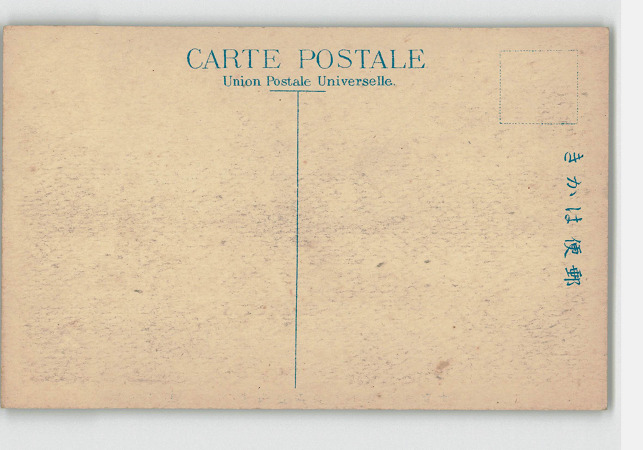 CARTE POSTALE
Union Postale Universelle.
きかは便郵